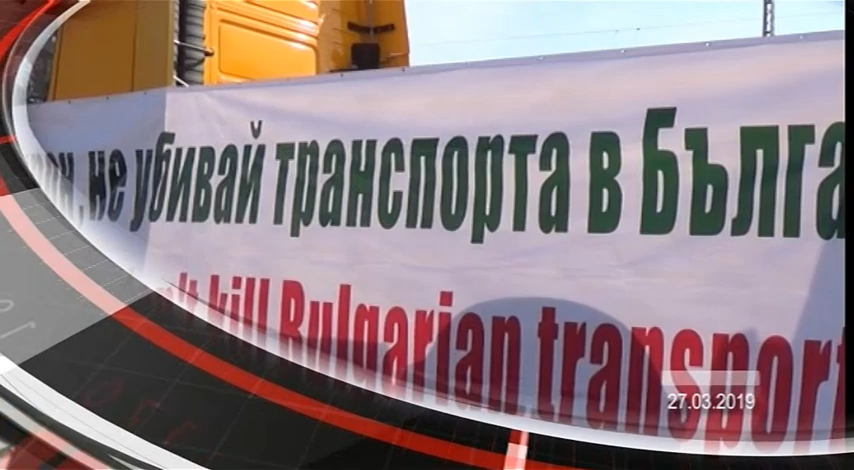 не убивай транспорта в Бълга
kill Bulgarian transport
27.03.2019